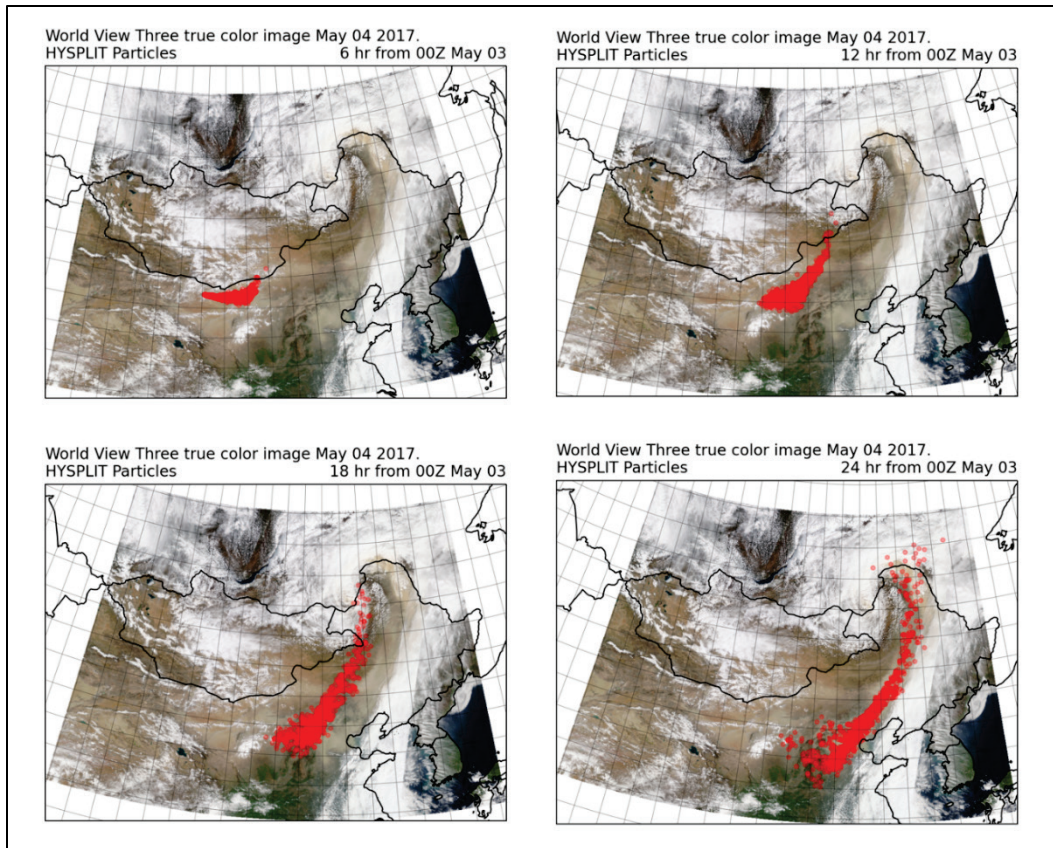 World View Three true color image May 04 2017.
HYSPLIT Particles 6 hr from 00Z May 03
World View Three true color image May 04 2017.
HYSPLIT Particles 12 hr from 00Z May 03
World View Three true color image May 04 2017.
HYSPLIT Particles 18 hr from 00Z May 03
World View Three true color image May 04 2017.
HYSPLIT Particles 24 hr from 00Z May 03